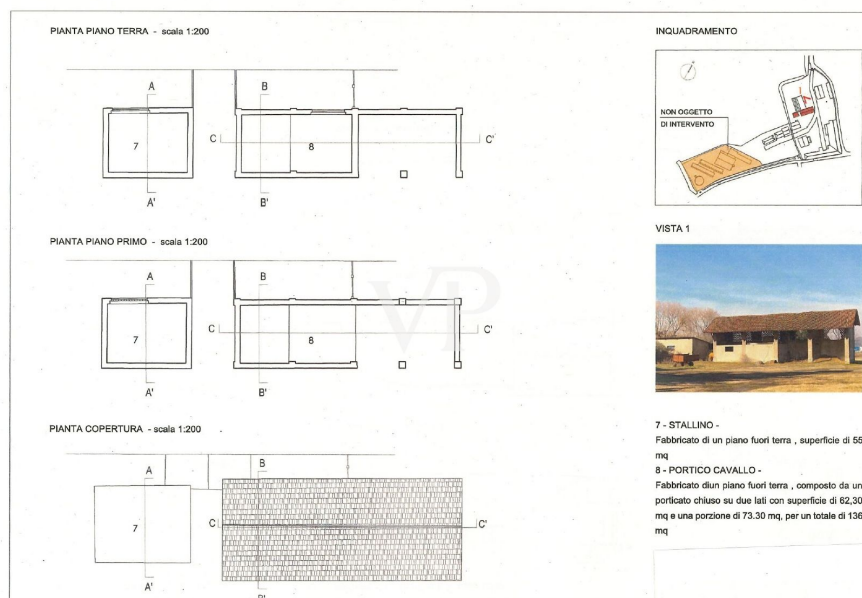 PIANTA PIANO TERRA - scala 1:200
A
B
7
C
8
C'
A'
B'
PIANTA PIANO PRIMO - scala 1:200
A
B
7
C
8
C'
A'
B'
PIANTA COPERTURA - scala 1:200
A
B
7
C
C'
A'
B'
VP
INQUADRAMENTO
NON OGGETTO
DI INTERVENTO
VISTA 1
7 - STALLINO -
Fabbricato di un piano fuori terra , superficie di 55
mq
8 - PORTICO CAVALLO -
Fabbricato diun piano fuori terra , composto da un
porticato chiuso su due lati con superficie di 62,30
mq e una porzione di 73.30 mq, per un totale di 136
mq